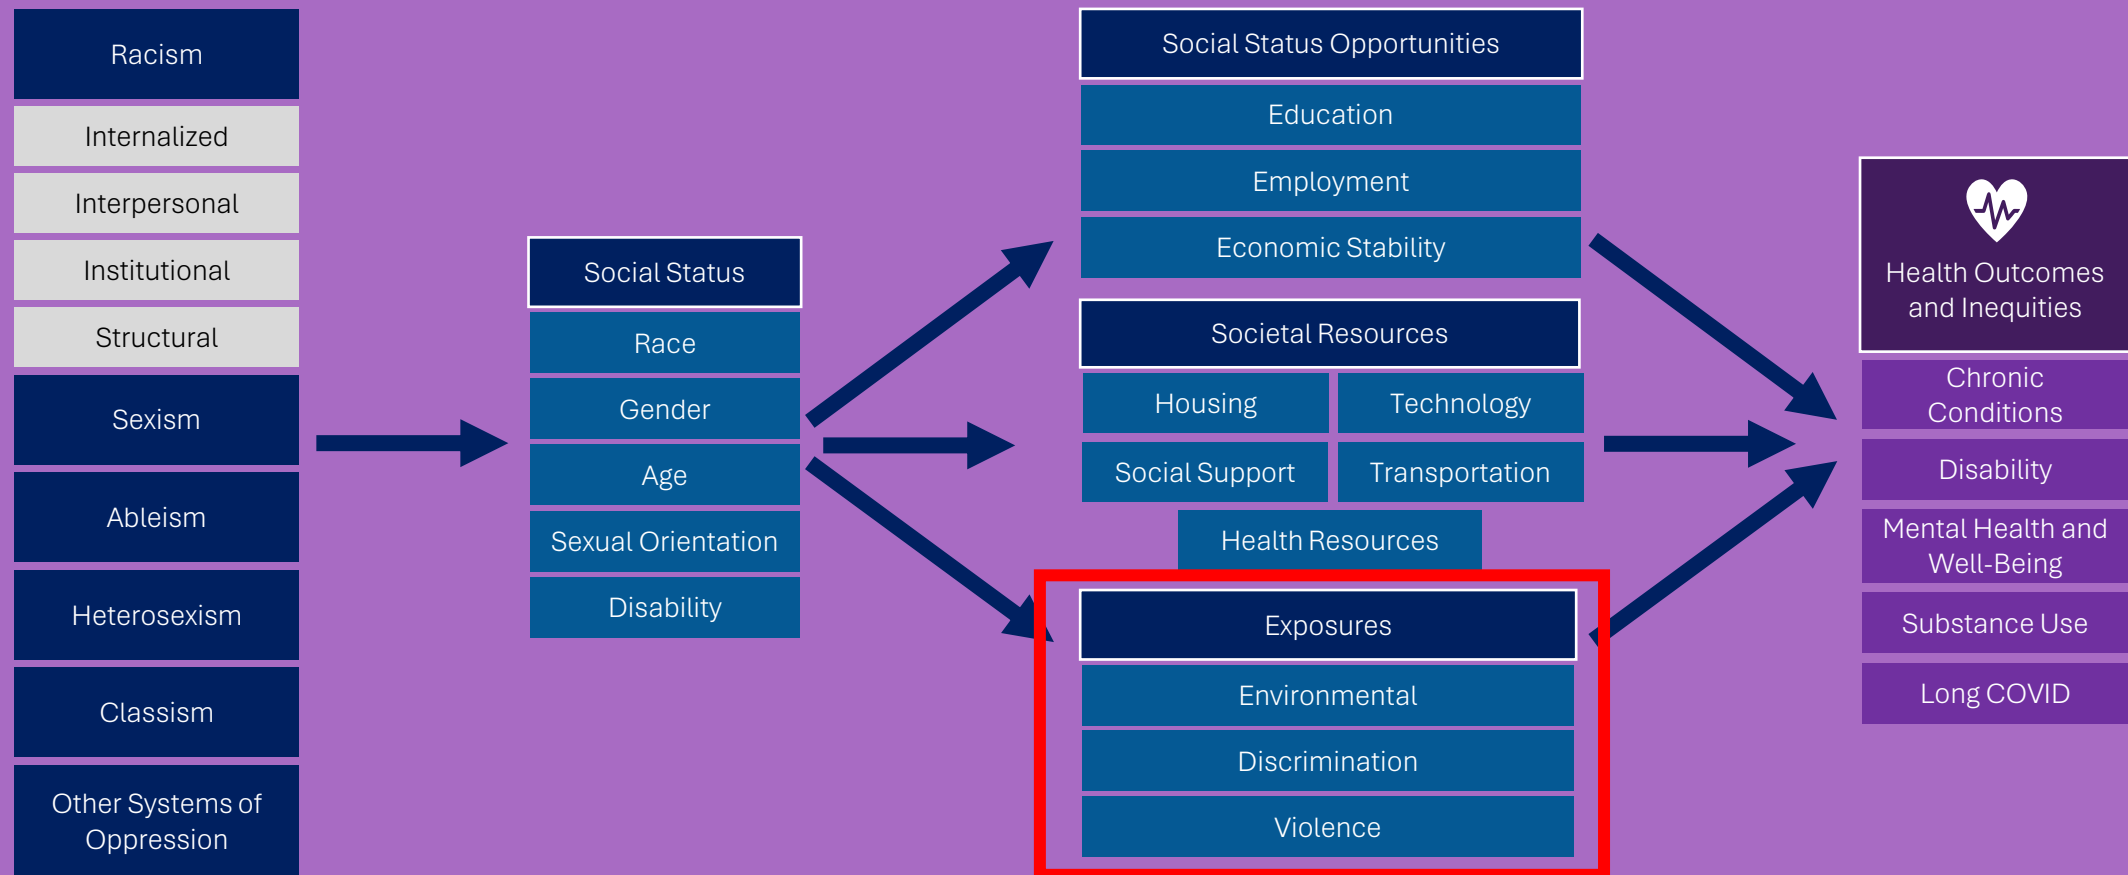 Racism
Internalized
Interpersonal
Institutional
Structural
Sexism
Ableism
Heterosexism
Classism
Other Systems of
Oppression
Social Status
Race
Gender
Age
Sexual Orientation
Disability
Social Status Opportunities
Education
Employment
Economic Stability
Societal Resources
Housing
Technology
Social Support
Transportation
Health Resources
Exposures
Environmental
Discrimination
Violence
Health Outcomes
and Inequities
Chronic
Conditions
Disability
Mental Health and
Well-Being
Substance Use
Long COVID